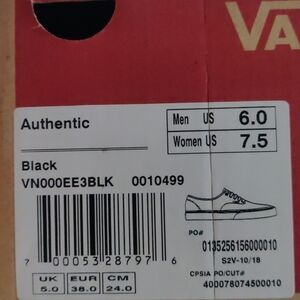 VA
Authentic
Men US 6.0
Women US 7.5
Black
VN000EE3BLK 0010499
7 00053 28797 6
PO#
0135256156000010
S2V-10/18
UK EUR CM
5.0 38.0 24.0
CPSIA PO/CUT#
400078074500010